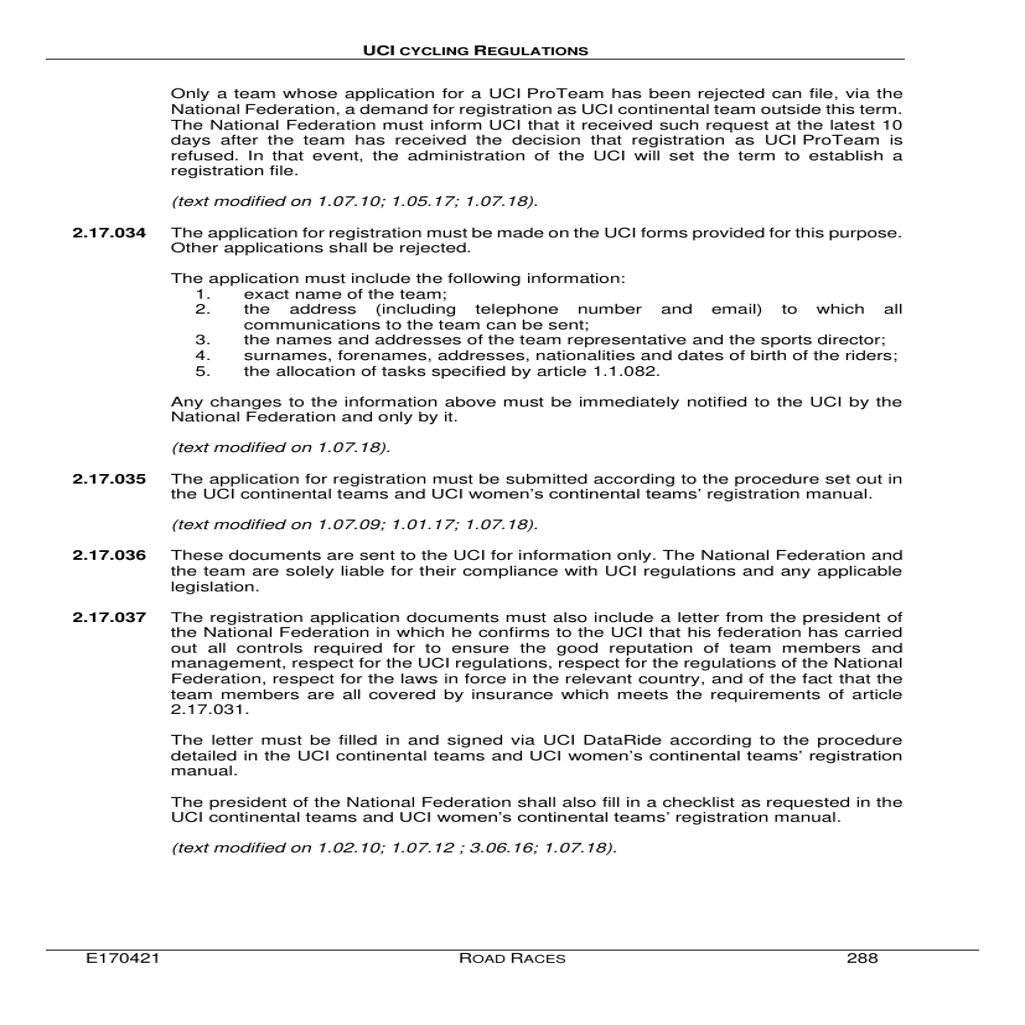 UCI CYCLING REGULATIONS
Only a team whose application for a UCI ProTeam has been rejected can file, via the
National Federation, a demand for registration as UCI continental team outside this term.
The National Federation must inform UCI that it received such request at the latest 10
days after the team has received the decision that registration as UCI ProTeam is
refused. In that event, the administration of the UCI will set the term to establish a
registration file.
(text modified on 1.07.10; 1.05.17; 1.07.18).
2.17.034 The application for registration must be made on the UCI forms provided for this purpose.
Other applications shall be rejected.
The application must include the following information:
1. exact name of the team;
2. the address (including telephone number and email) to which all
communications to the team can be sent;
3. the names and addresses of the team representative and the sports director;
4. surnames, forenames, addresses, nationalities and dates of birth of the riders;
5. the allocation of tasks specified by article 1.1.082.
Any changes to the information above must be immediately notified to the UCI by the
National Federation and only by it.
(text modified on 1.07.18).
2.17.035 The application for registration must be submitted according to the procedure set out in
the UCI continental teams and UCI women's continental teams' registration manual.
(text modified on 1.07.09; 1.01.17; 1.07.18).
2.17.036 These documents are sent to the UCI for information only. The National Federation and
the team are solely liable for their compliance with UCI regulations and any applicable
legislation.
2.17.037 The registration application documents must also include a letter from the president of
the National Federation in which he confirms to the UCI that his federation has carried
out all controls required for to ensure the good reputation of team members and
management, respect for the UCI regulations, respect for the regulations of the National
Federation, respect for the laws in force in the relevant country, and of the fact that the
team members are all covered by insurance which meets the requirements of article
2.17.031.
The letter must be filled in and signed via UCI DataRide according to the procedure
detailed in the UCI continental teams and UCI women's continental teams' registration
manual.
The president of the National Federation shall also fill in a checklist as requested in the
UCI continental teams and UCI women's continental teams' registration manual.
(text modified on 1.02.10; 1.07.12 ; 3.06.16; 1.07.18).
E170421 ROAD RACES 288